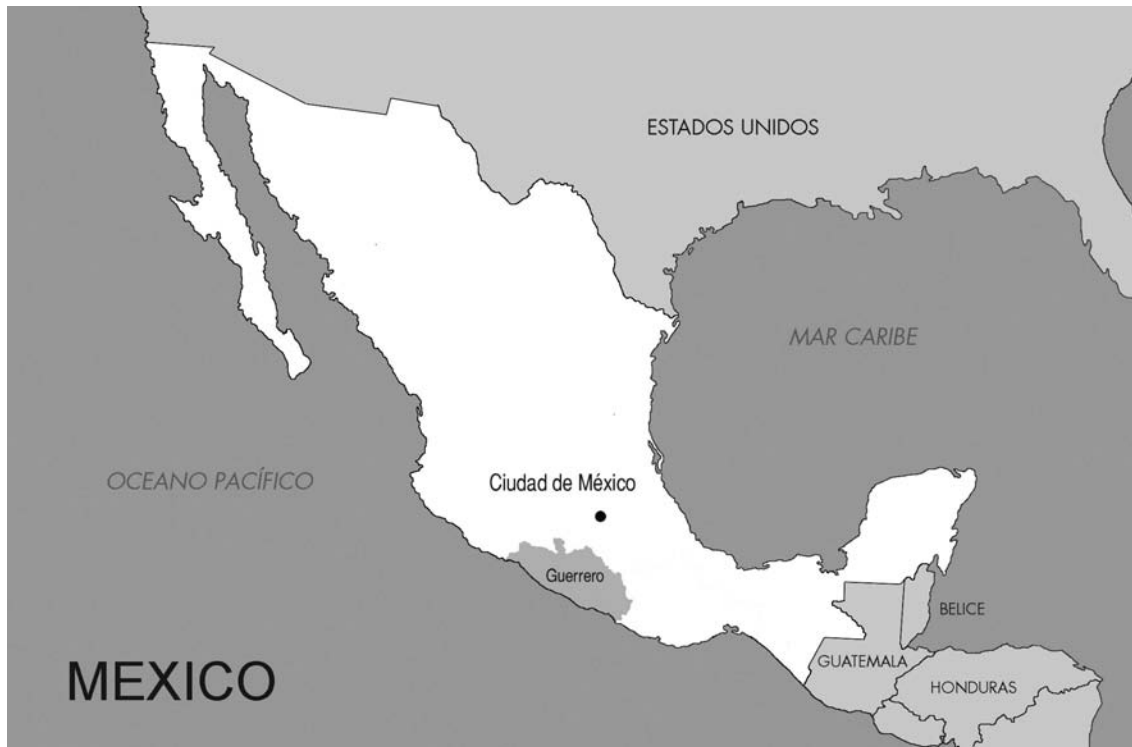 ESTADOS UNIDOS
MAR CARIBE
OCEANO PACÍFICO
Ciudad de México
Guerrero
BELICE
GUATEMALA
HONDURAS
MEXICO